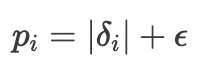 p_i = |δ_i| + ϵ